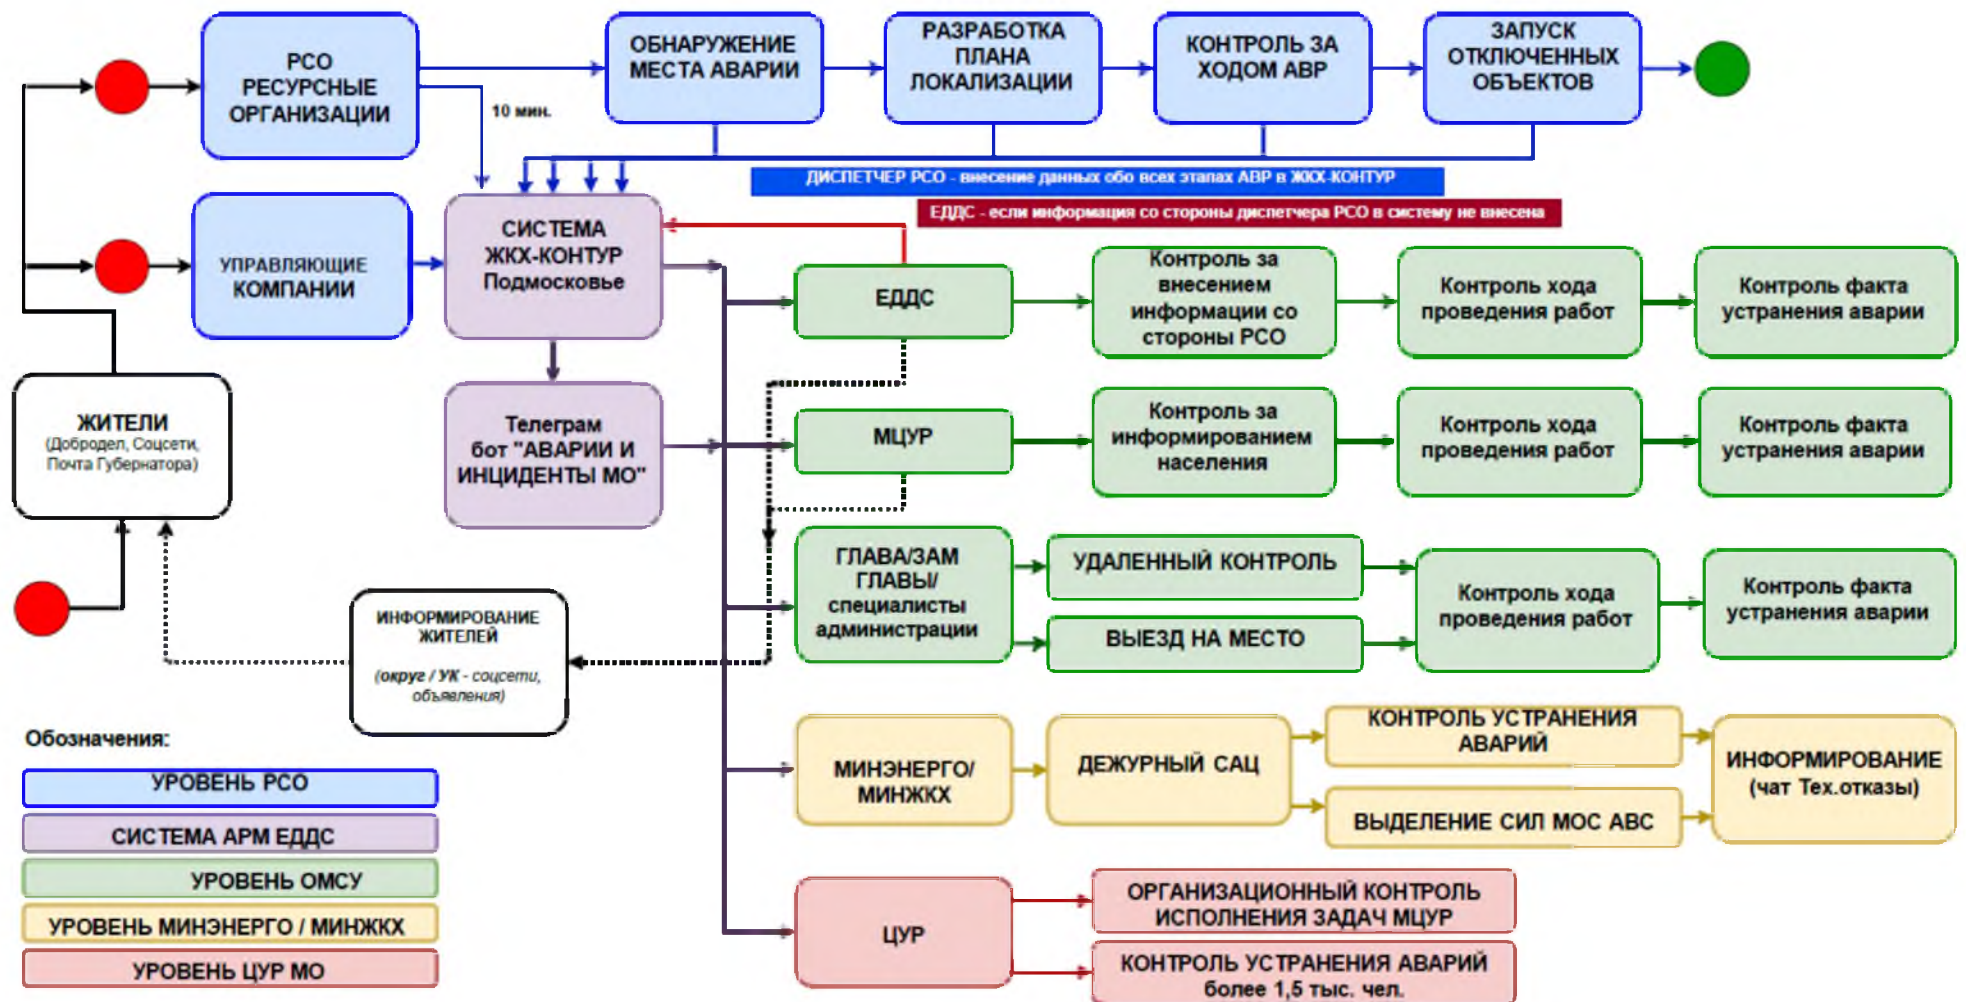 РСО
РЕСУРСНЫЕ
ОРГАНИЗАЦИИ
ОБНАРУЖЕНИЕ
МЕСТА АВАРИИ
РАЗРАБОТКА
ПЛАНА
ЛОКАЛИЗАЦИИ
КОНТРОЛЬ ЗА
ХОДОМ АВР
ЗАПУСК
ОТКЛЮЧЕННЫХ
ОБЪЕКТОВ
10 мин.
ДИСПЕТЧЕР РСО - внесение данных обо всех этапах АВР в ЖКХ-КОНТУР
ЕДДС - если информация со стороны диспетчера РСО в систему не внесена
УПРАВЛЯЮЩИЕ
КОМПАНИИ
СИСТЕМА
ЖКХ-КОНТУР
Подмосковье
ЕДДС
Контроль за
внесением
информации со
стороны РСО
Контроль хода
проведения работ
Контроль факта
устранения аварии
ЖИТЕЛИ
(Добродел, Соцсети,
Почта Губернатора)
Телеграм
бот "АВАРИИ И
ИНЦИДЕНТЫ МО"
МЦУР
Контроль за
информированием
населения
Контроль хода
проведения работ
Контроль факта
устранения аварии
ГЛАВА/ЗАМ
ГЛАВЫ/
специалисты
администрации
УДАЛЕННЫЙ КОНТРОЛЬ
ВЫЕЗД НА МЕСТО
Контроль хода
проведения работ
Контроль факта
устранения аварии
ИНФОРМИРОВАНИЕ
ЖИТЕЛЕЙ
(округ / УК - соцсети,
объявления)
МИНЭНЕРГО/
МИНЖКХ
ДЕЖУРНЫЙ САЦ
КОНТРОЛЬ УСТРАНЕНИЯ
АВАРИЙ
ВЫДЕЛЕНИЕ СИЛ МОС АВС
ИНФОРМИРОВАНИЕ
(чат Тех.отказы)
ЦУР
ОРГАНИЗАЦИОННЫЙ КОНТРОЛЬ
ИСПОЛНЕНИЯ ЗАДАЧ МЦУР
КОНТРОЛЬ УСТРАНЕНИЯ АВАРИЙ
более 1,5 тыс. чел.
Обозначения:
УРОВЕНЬ РСО
СИСТЕМА АРМ ЕДДС
УРОВЕНЬ ОМСУ
УРОВЕНЬ МИНЭНЕРГО / МИНЖКХ
УРОВЕНЬ ЦУР МО